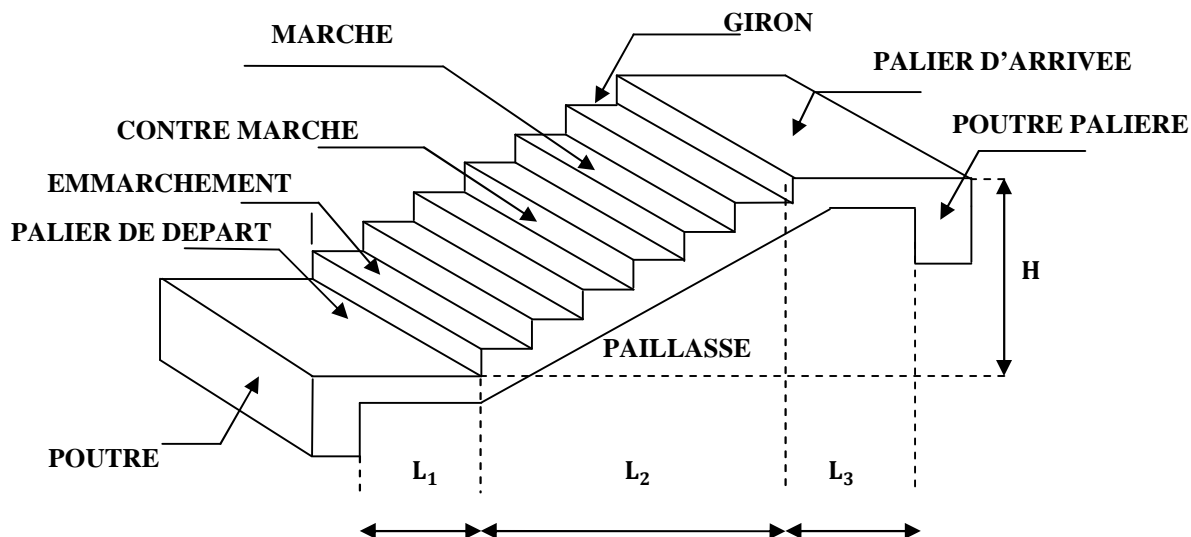 MARCHE
GIRON
PALIER D’ARRIVEE
CONTRE MARCHE
POUTRE PALIERE
EMMARCHEMENT
PALIER DE DEPART
H
PAILLASSE
POUTRE
L₁
L₂
L₃